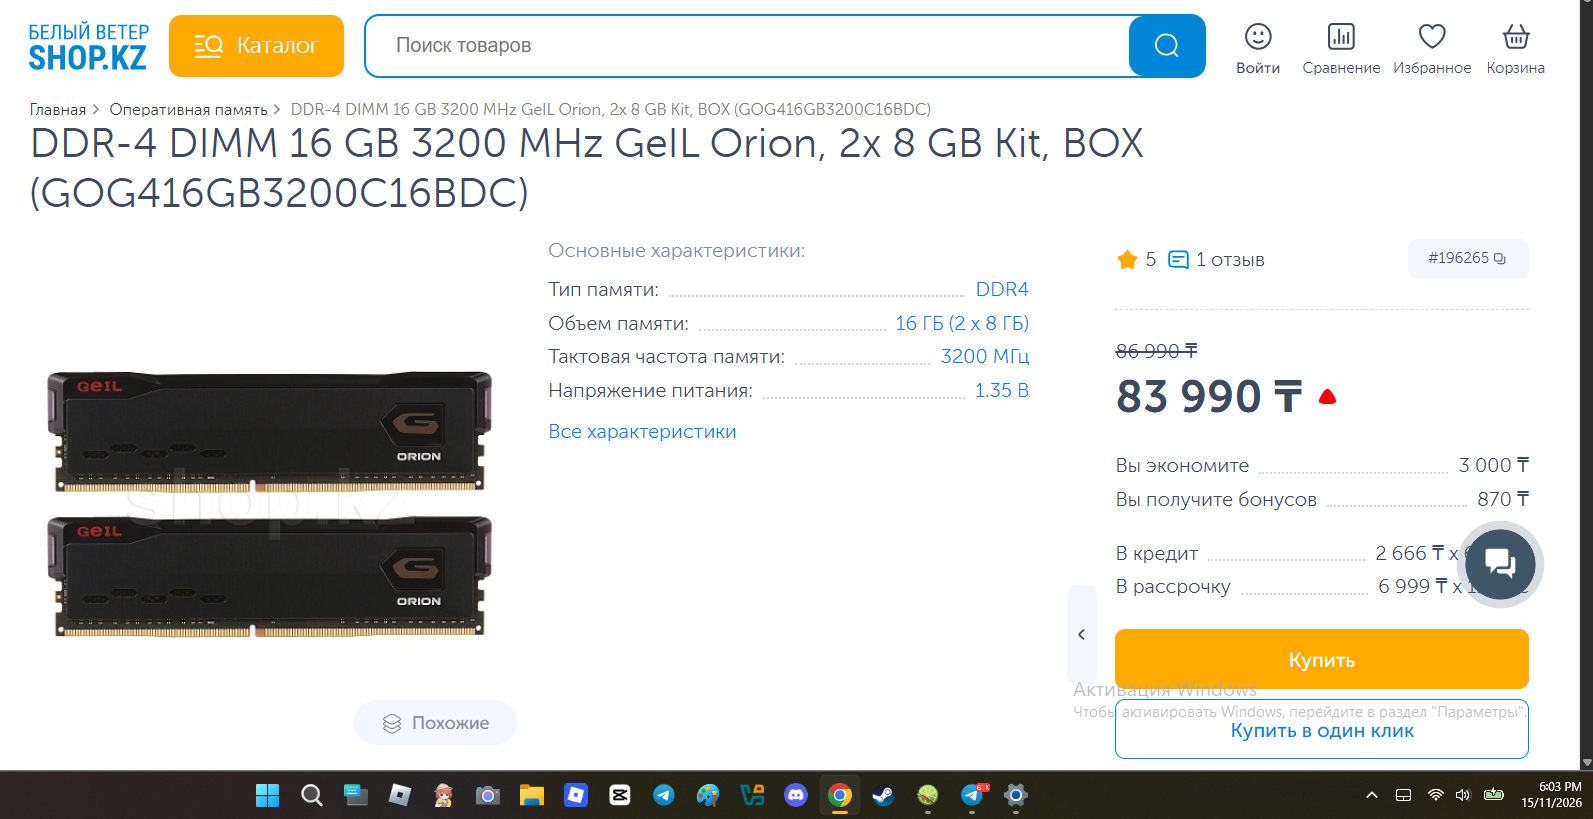 БЕЛЫЙ ВЕТЕР
SHOP.KZ
Каталог
Поиск товаров
Войти
Сравнение
Избранное
Корзина
Главная > Оперативная память > DDR-4 DIMM 16 GB 3200 MHz GeIL Orion, 2x 8 GB Kit, BOX (GOG416GB3200C16BDC)
DDR-4 DIMM 16 GB 3200 MHz GeIL Orion, 2x 8 GB Kit, BOX
(GOG416GB3200C16BDC)
GEIL
ORION
GEIL
ORION
shop.kz
Похожие
Основные характеристики:
Тип памяти: DDR4
Объем памяти: 16 ГБ (2 x 8 ГБ)
Тактовая частота памяти: 3200 МГц
Напряжение питания: 1.35 В
Все характеристики
5 1 отзыв #196265
86 990 ₸
83 990 ₸
Вы экономите 3 000 ₸
Вы получите бонусов 870 ₸
В кредит 2 666 ₸ x
В рассрочку 6 999 ₸ x
Купить
Активация Windows
Чтобы активировать Windows, перейдите в раздел "Параметры".
Купить в один клик
6:03 PM
15/11/2026